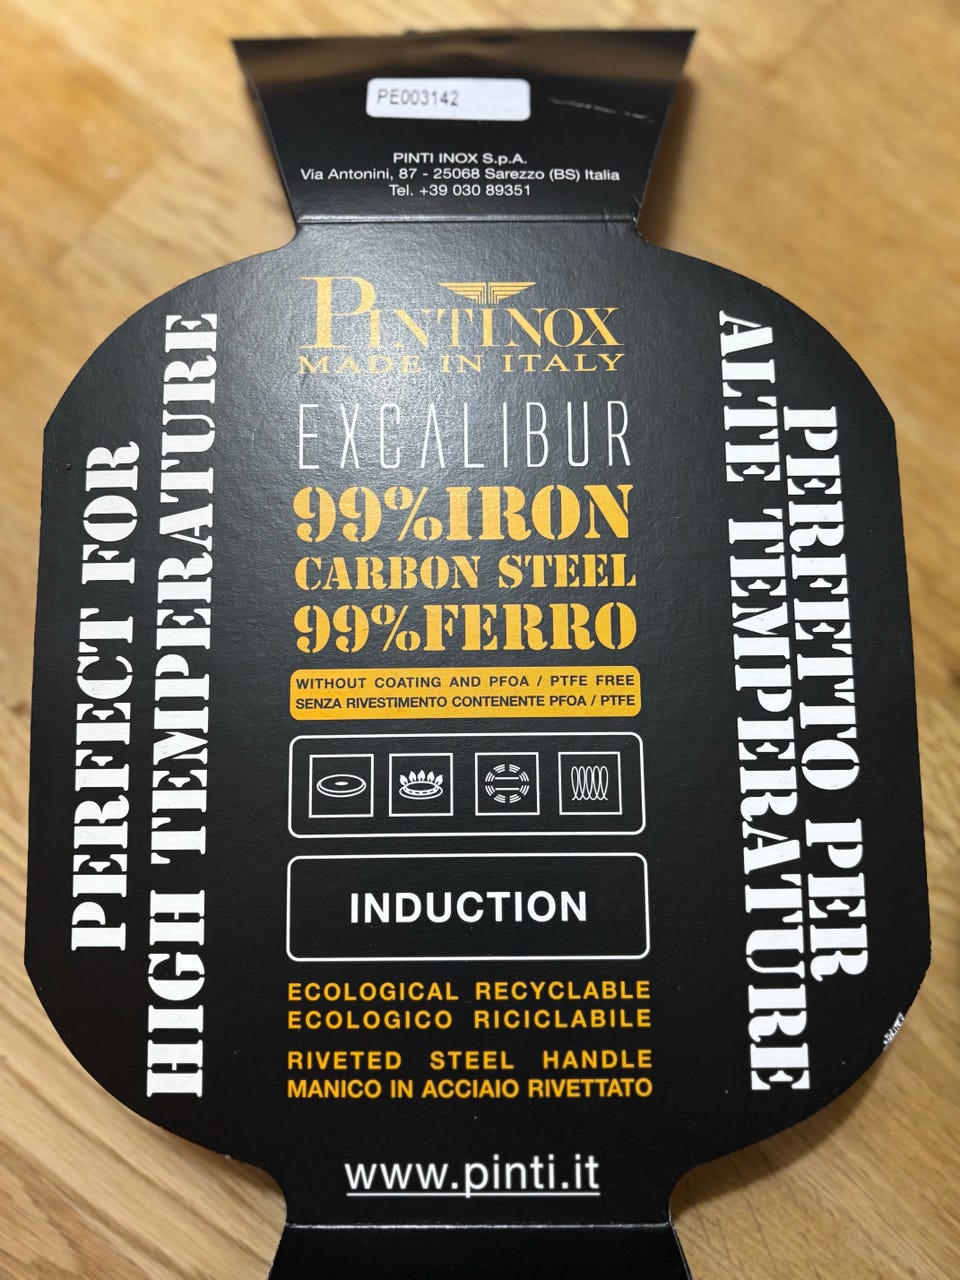 PE003142
PINTI INOX S.p.A.
Via Antonini, 87 - 25068 Sarezzo (BS) Italia
Tel. +39 030 89351
PINTINOX
MADE IN ITALY
EXCALIBUR
99%IRON
CARBON STEEL
99%FERRO
WITHOUT COATING AND PFOA / PTFE FREE
SENZA RIVESTIMENTO CONTENENTE PFOA / PTFE
INDUCTION
ECOLOGICAL RECYCLABLE
ECOLOGICO RICICLABILE
RIVETED STEEL HANDLE
MANICO IN ACCIAIO RIVETTATO
www.pinti.it
PERFECT FOR
HIGH TEMPERATURE
PERFETTO PER
ALTE TEMPERATURE